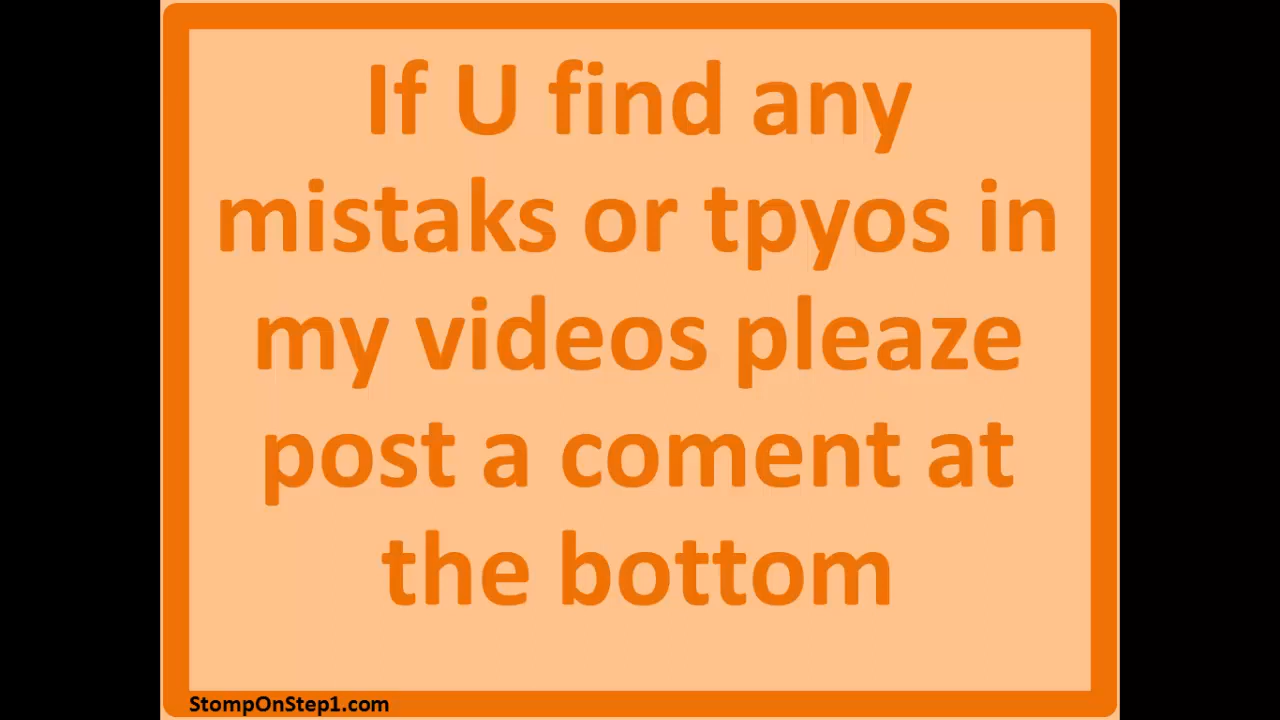 If U find any
mistaks or tpyos in
my videos pleaze
post a coment at
the bottom
StompOnStep1.com